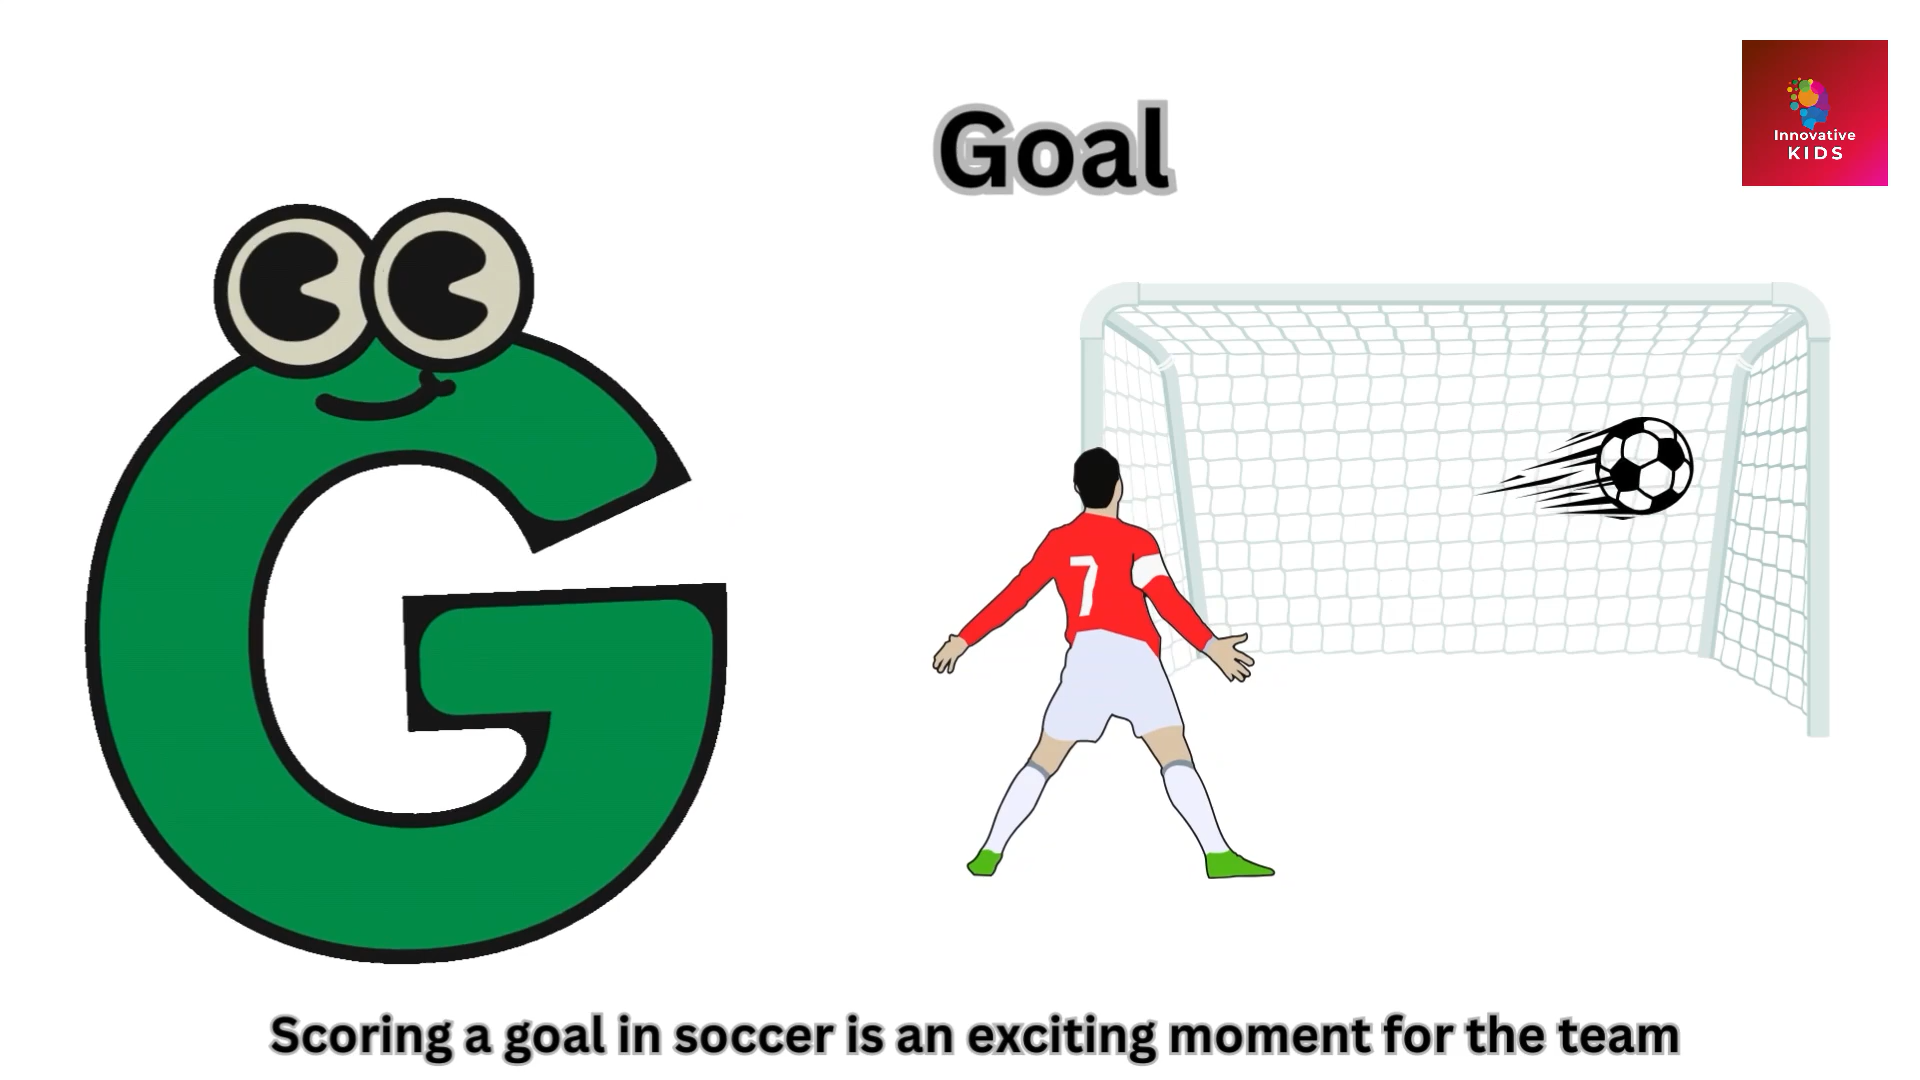 Goal
Innovative
KIDS
G
7
Scoring a goal in soccer is an exciting moment for the team